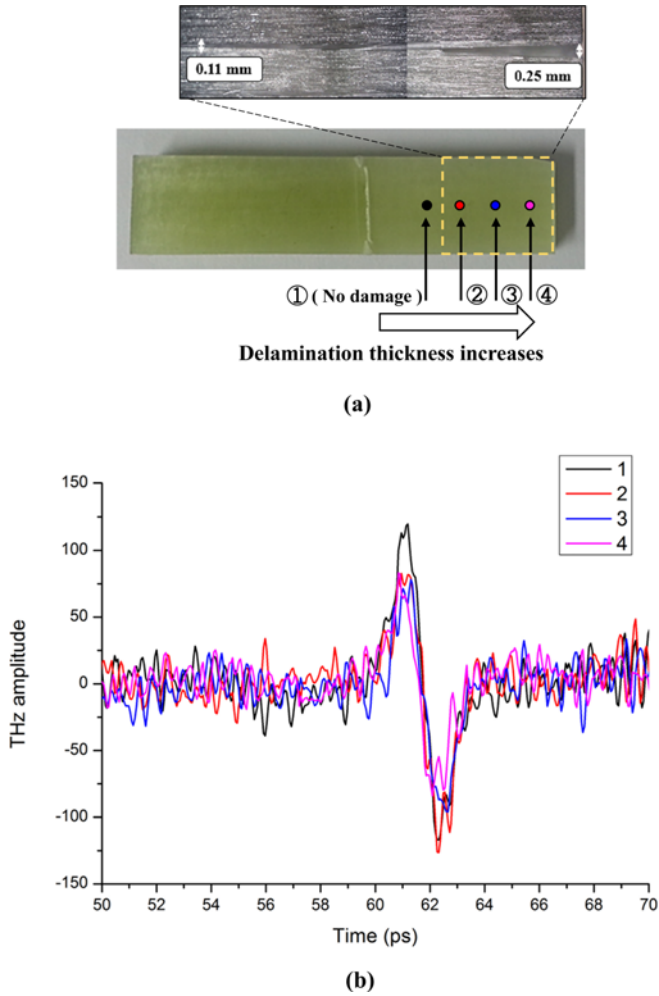 0.11 mm
0.25 mm
① ( No damage ) ② ③ ④
Delamination thickness increases
(a)
150
100
50
0
-50
-100
-150
THz amplitude
1
2
3
4
50 52 54 56 58 60 62 64 66 68 70
Time (ps)
(b)